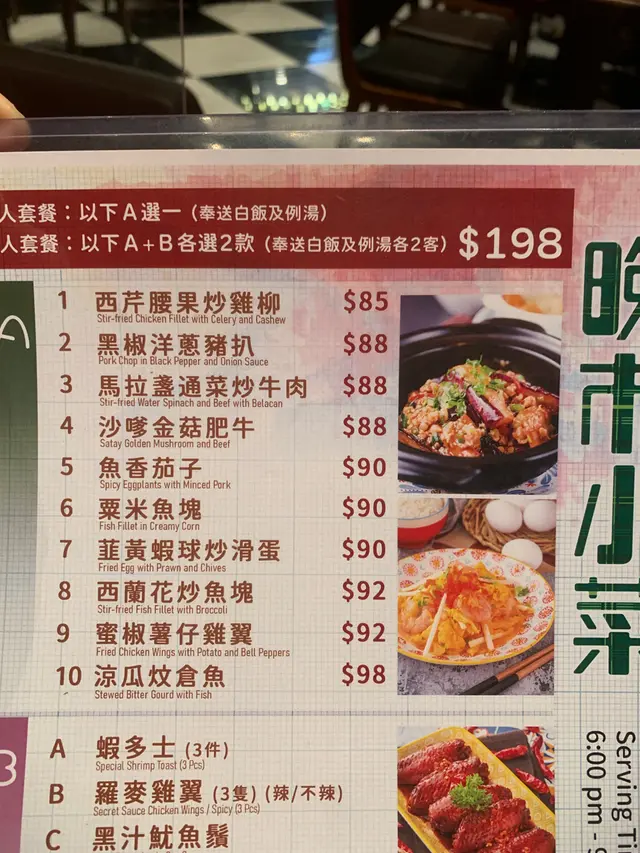 人套餐：以下A選一（奉送白飯及例湯）
人套餐：以下A+B各選2款（奉送白飯及例湯各2客）$198
1 西芹腰果炒雞柳 $85
Stir-fried Chicken Fillet with Celery and Cashew
2 黑椒洋蔥豬扒 $88
Pork Chop in Black Pepper and Onion Sauce
3 馬拉盞通菜炒牛肉 $88
Stir-fried Water Spinach and Beef with Belacan
4 沙嗲金菇肥牛 $88
Satay Golden Mushroom and Beef
5 魚香茄子 $90
Spicy Eggplants with Minced Pork
6 粟米魚塊 $90
Fish Fillet in Creamy Corn
7 韮黃蝦球炒滑蛋 $90
Fried Egg with Prawn and Chives
8 西蘭花炒魚塊 $92
Stir-fried Fish Fillet with Broccoli
9 蜜椒薯仔雞翼 $92
Fried Chicken Wings with Potato and Bell Peppers
10 涼瓜炆倉魚 $98
Stewed Bitter Gourd with Fish
A 蝦多士 (3件)
Special Shrimp Toast (3 Pcs)
B 羅麥雞翼 (3隻) (辣/不辣)
Secret Sauce Chicken Wings / Spicy (3 Pcs)
C 黑汁魷魚鬚
晚市小菜
Serving Ti
6:00 pm - 9